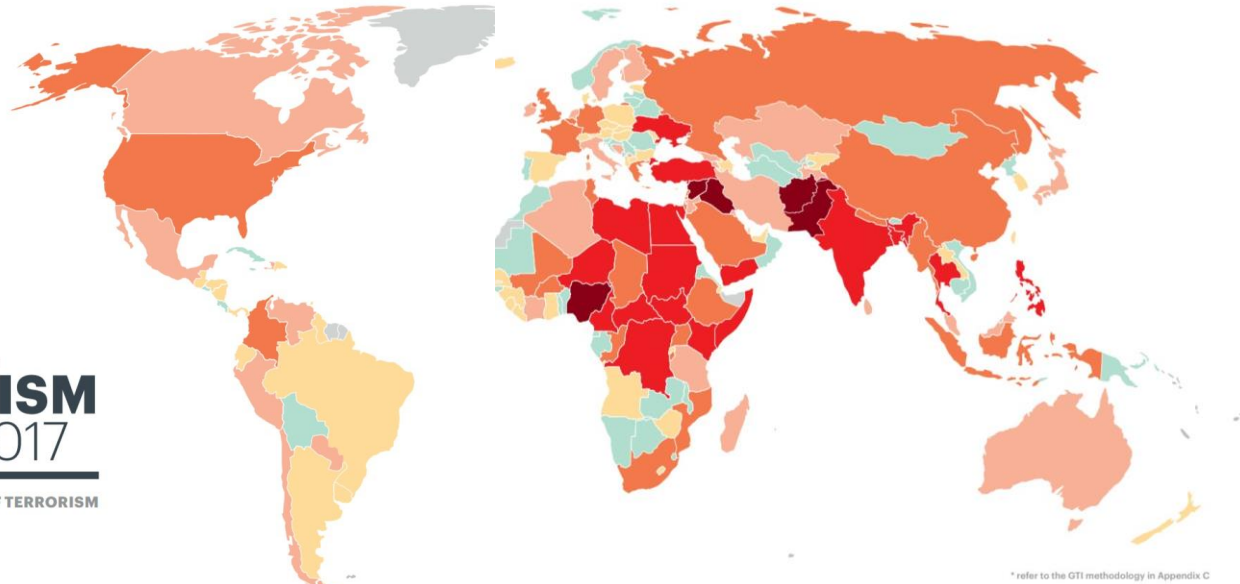 ISM
017
TERRORISM
* refer to the GTI methodology in Appendix C